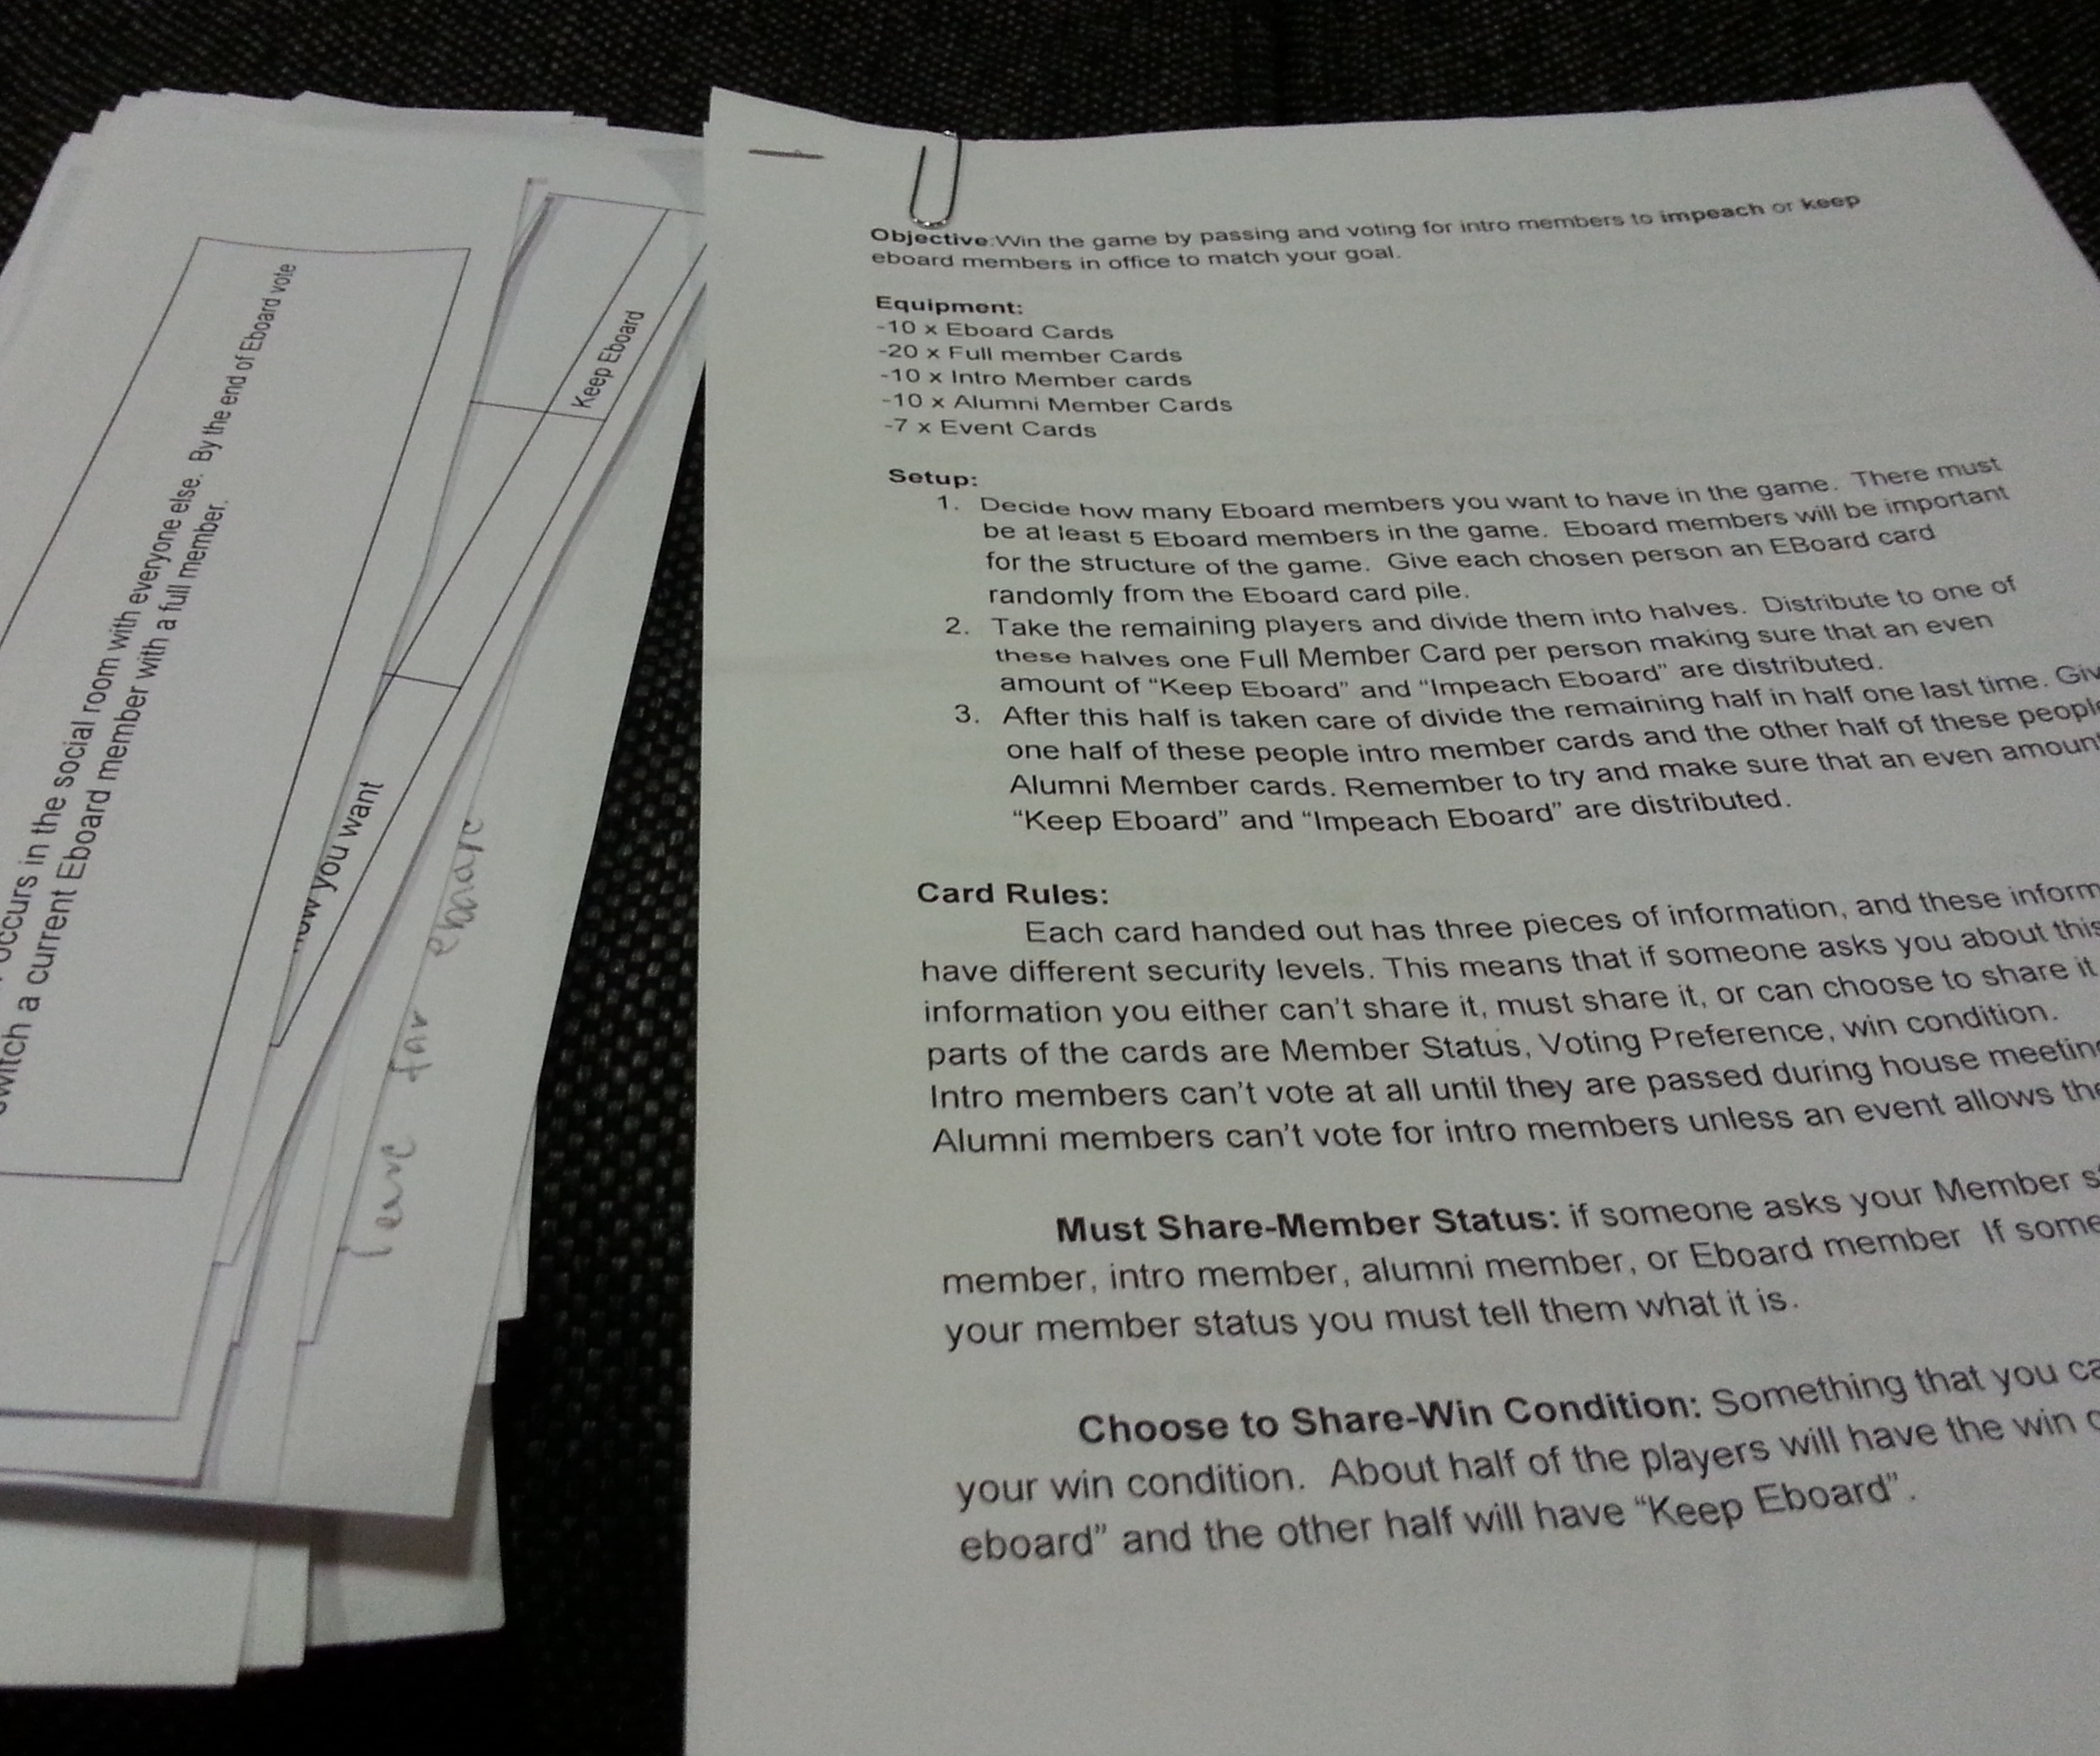 occurs in the social room with everyone else. By the end of Eboard vote
switch a current Eboard member with a full member.
Keep Eboard
how you want
for eboard
Objective:Win the game by passing and voting for intro members to impeach or keep
eboard members in office to match your goal.
Equipment:
-10 x Eboard Cards
-20 x Full member Cards
-10 x Intro Member cards
-10 x Alumni Member Cards
-7 x Event Cards
Setup:
1. Decide how many Eboard members you want to have in the game. There must
be at least 5 Eboard members in the game. Eboard members will be important
for the structure of the game. Give each chosen person an EBoard card
randomly from the Eboard card pile.
2. Take the remaining players and divide them into halves. Distribute to one of
these halves one Full Member Card per person making sure that an even
amount of “Keep Eboard” and “Impeach Eboard” are distributed.
3. After this half is taken care of divide the remaining half in half one last time. Giv
one half of these people intro member cards and the other half of these people
Alumni Member cards. Remember to try and make sure that an even amount
“Keep Eboard” and “Impeach Eboard” are distributed.
Card Rules:
Each card handed out has three pieces of information, and these inform
have different security levels. This means that if someone asks you about this
information you either can’t share it, must share it, or can choose to share it
parts of the cards are Member Status, Voting Preference, win condition.
Intro members can’t vote at all until they are passed during house meeting
Alumni members can’t vote for intro members unless an event allows the
Must Share-Member Status: if someone asks your Member s
member, intro member, alumni member, or Eboard member If some
your member status you must tell them what it is.
Choose to Share-Win Condition: Something that you ca
your win condition. About half of the players will have the win c
eboard” and the other half will have “Keep Eboard”.